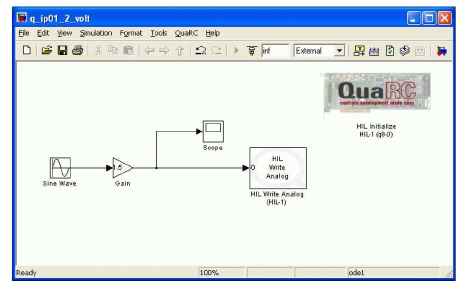 q_ip01_2_volt
File Edit View Simulation Format Tools QuaRC Help
inf External
QuaRC
controls development made easy
HIL Initialize
HIL-1 (q8-0)
Scope
1.5
0
HIL
Write
Analog
Sine Wave
Gain
HIL Write Analog
(HIL-1)
Ready 100% ode1